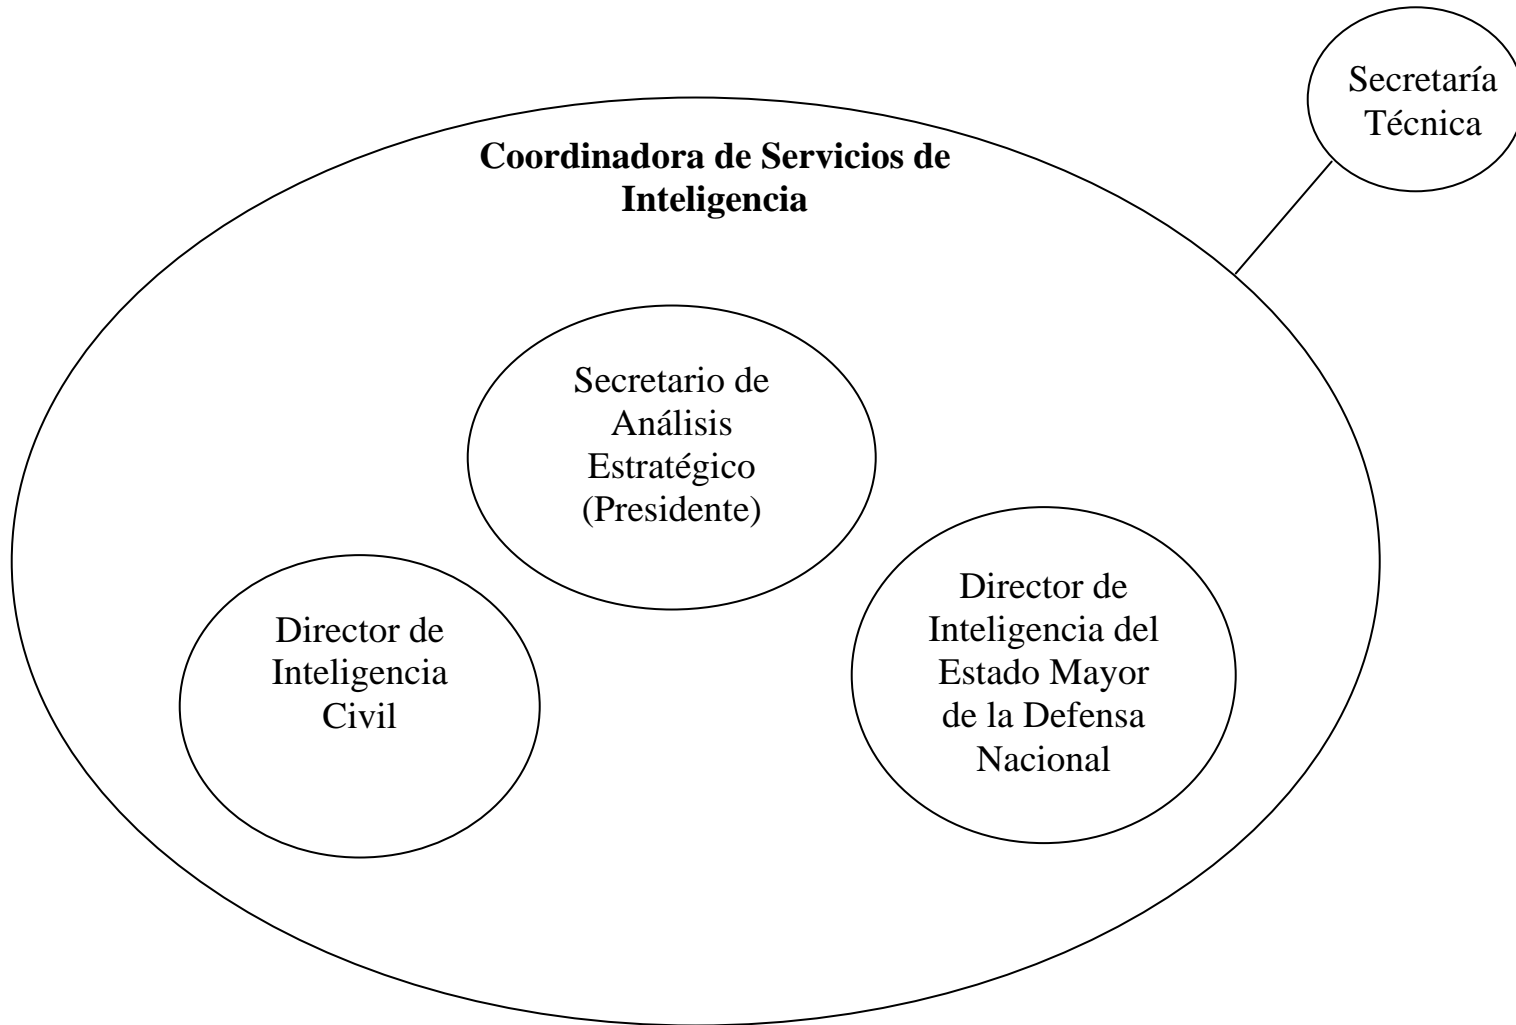 Secretaría
Técnica
Coordinadora de Servicios de
Inteligencia
Secretario de
Análisis
Estratégico
(Presidente)
Director de
Inteligencia
Civil
Director de
Inteligencia del
Estado Mayor
de la Defensa
Nacional